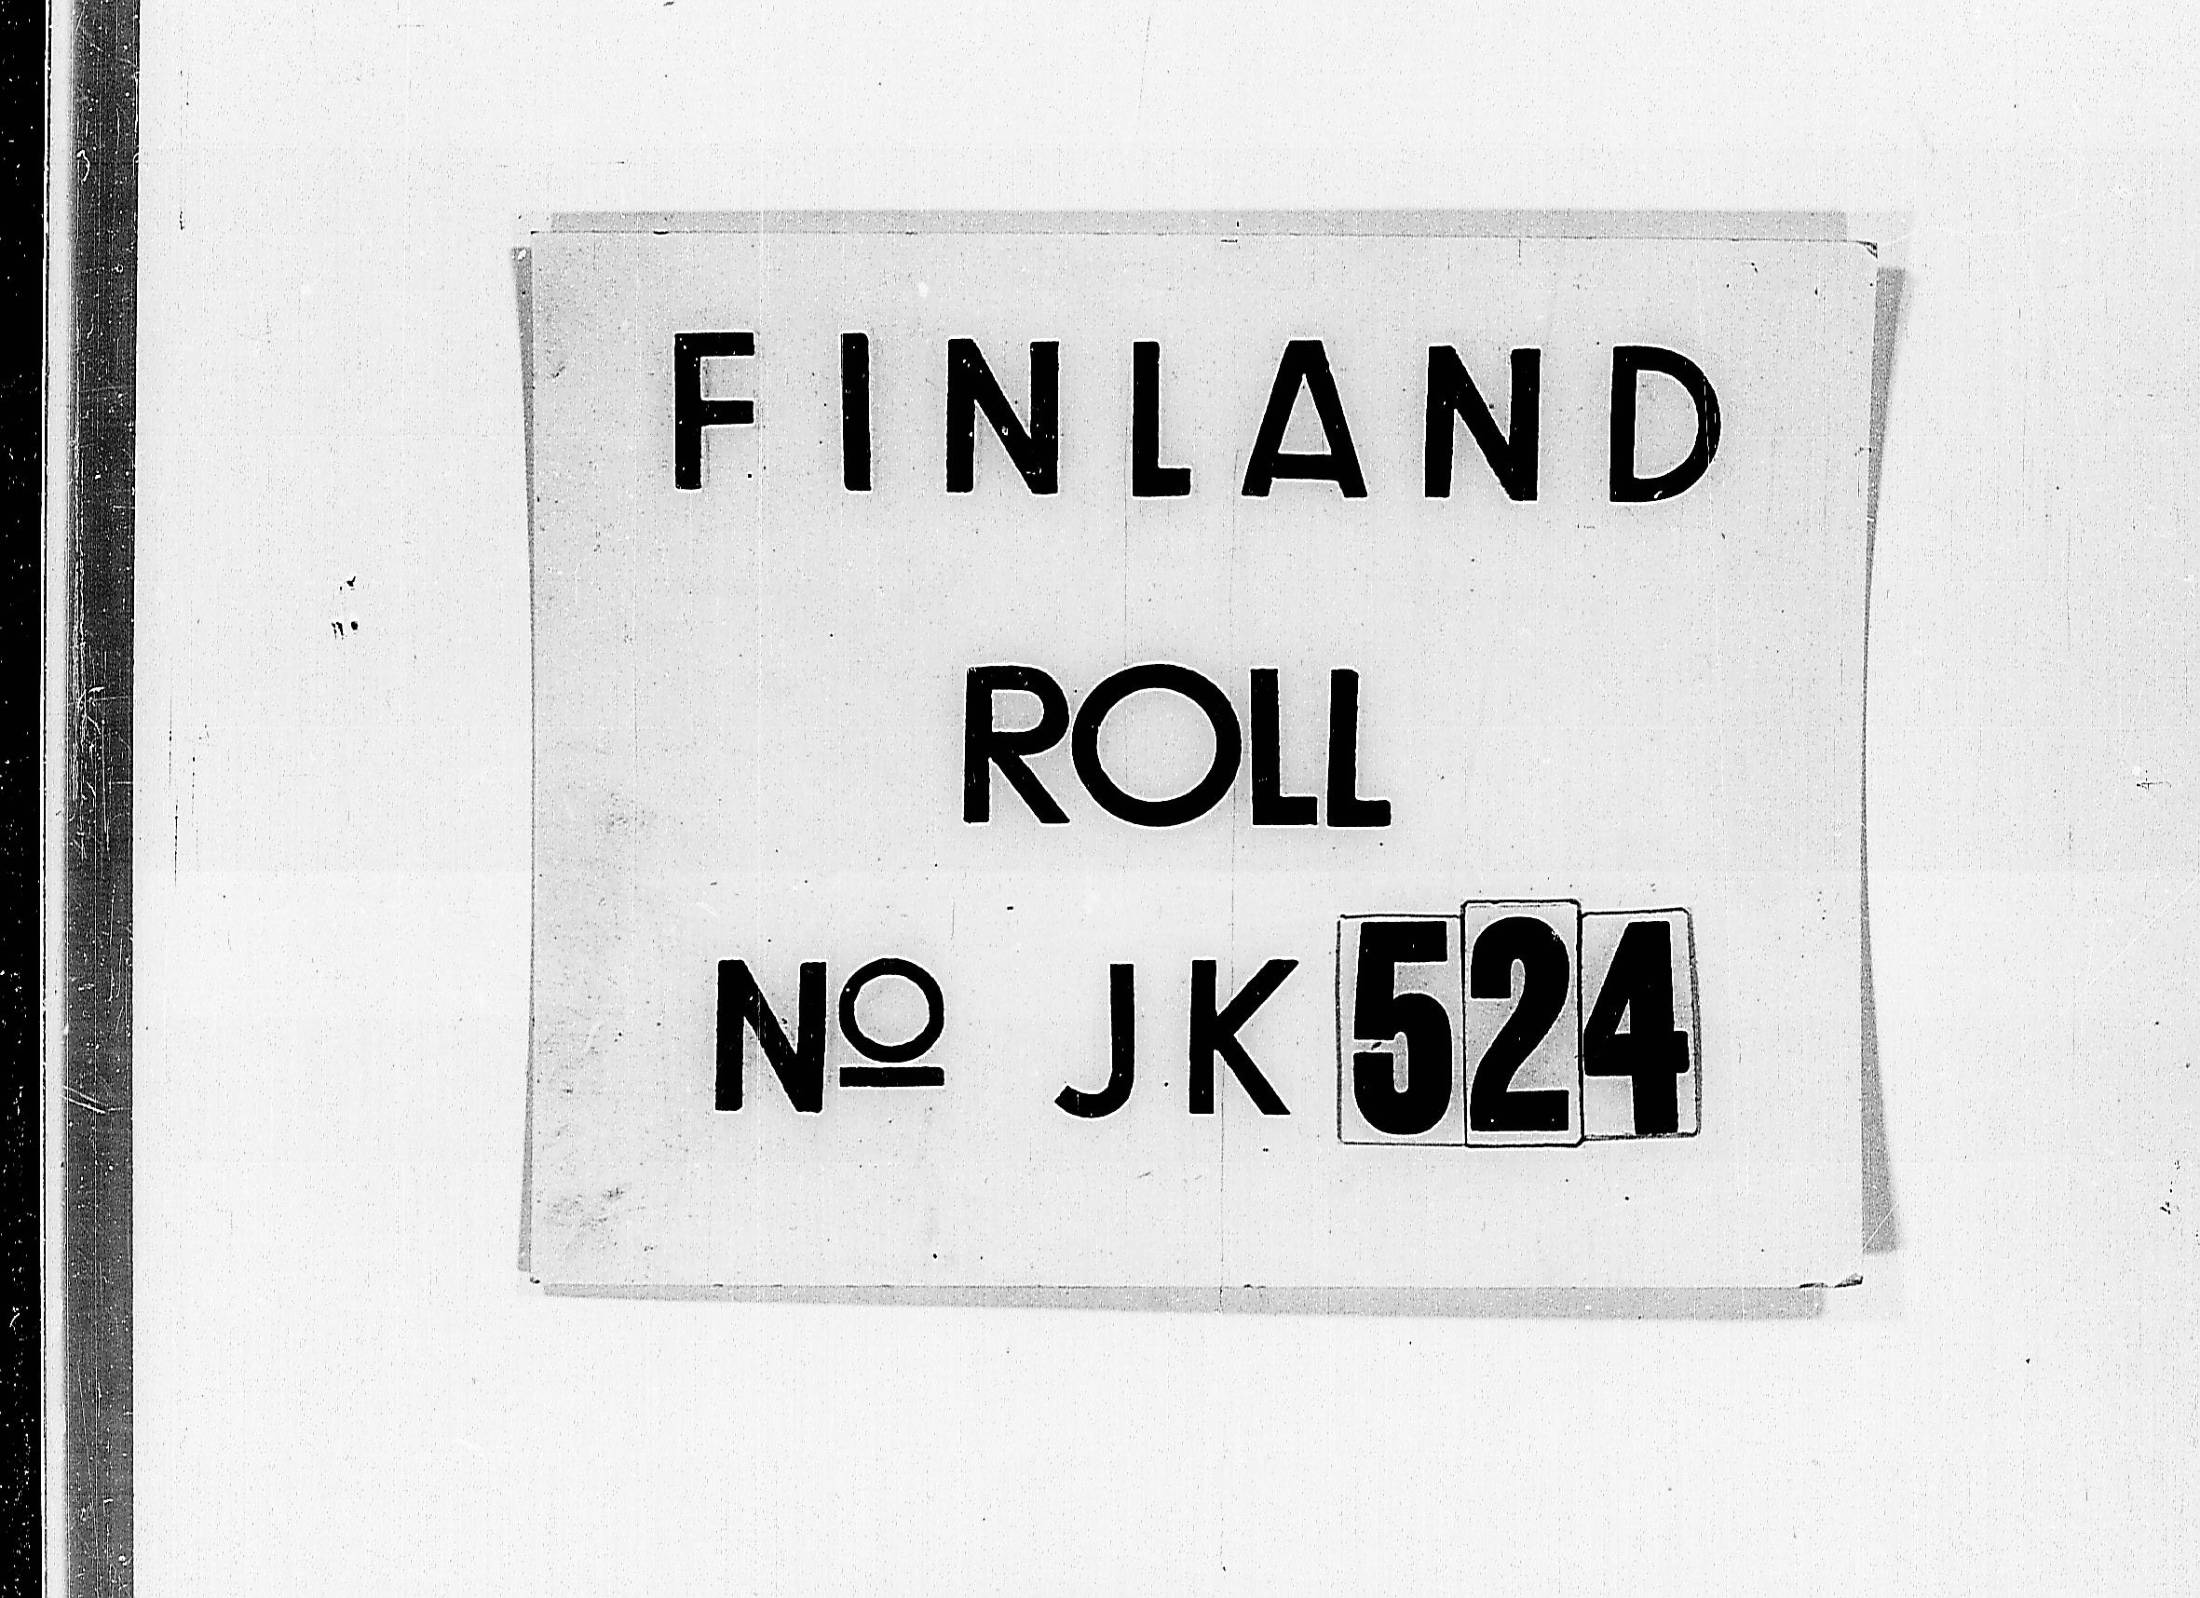 FINLAND
ROLL
Nº JK 524